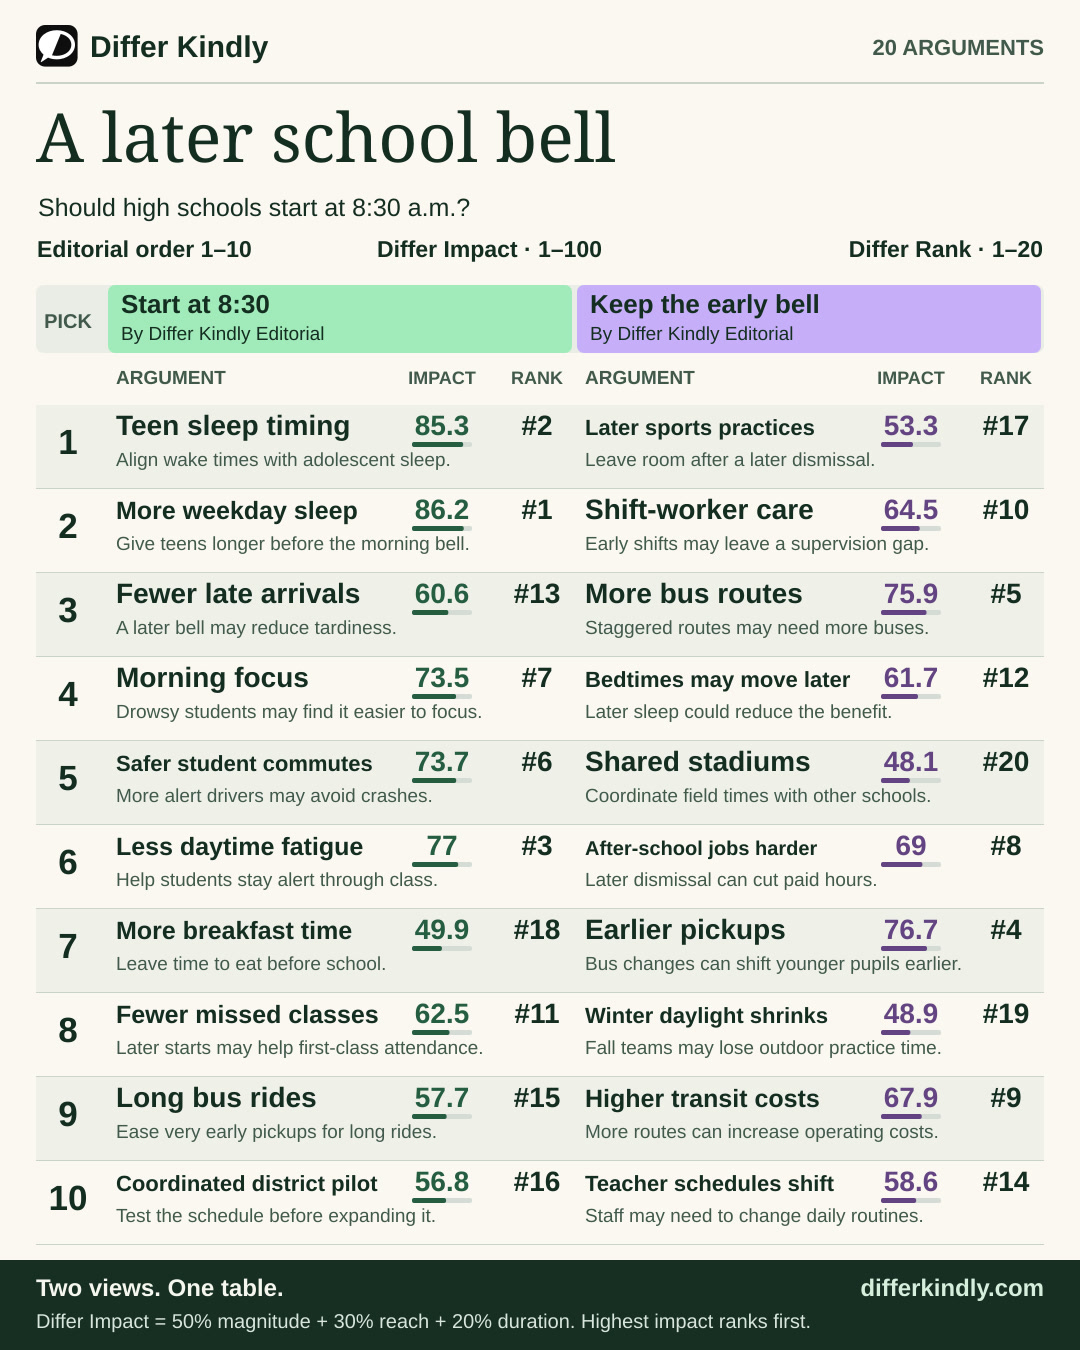 Differ Kindly
20 ARGUMENTS
A later school bell
Should high schools start at 8:30 a.m.?
Editorial order 1–10 Differ Impact · 1–100 Differ Rank · 1–20
PICK
Start at 8:30
By Differ Kindly Editorial
Keep the early bell
By Differ Kindly Editorial
ARGUMENT IMPACT RANK ARGUMENT IMPACT RANK
1 Teen sleep timing 85.3 #2 Later sports practices 53.3 #17
Align wake times with adolescent sleep. Leave room after a later dismissal.
2 More weekday sleep 86.2 #1 Shift-worker care 64.5 #10
Give teens longer before the morning bell. Early shifts may leave a supervision gap.
3 Fewer late arrivals 60.6 #13 More bus routes 75.9 #5
A later bell may reduce tardiness. Staggered routes may need more buses.
4 Morning focus 73.5 #7 Bedtimes may move later 61.7 #12
Drowsy students may find it easier to focus. Later sleep could reduce the benefit.
5 Safer student commutes 73.7 #6 Shared stadiums 48.1 #20
More alert drivers may avoid crashes. Coordinate field times with other schools.
6 Less daytime fatigue 77 #3 After-school jobs harder 69 #8
Help students stay alert through class. Later dismissal can cut paid hours.
7 More breakfast time 49.9 #18 Earlier pickups 76.7 #4
Leave time to eat before school. Bus changes can shift younger pupils earlier.
8 Fewer missed classes 62.5 #11 Winter daylight shrinks 48.9 #19
Later starts may help first-class attendance. Fall teams may lose outdoor practice time.
9 Long bus rides 57.7 #15 Higher transit costs 67.9 #9
Ease very early pickups for long rides. More routes can increase operating costs.
10 Coordinated district pilot 56.8 #16 Teacher schedules shift 58.6 #14
Test the schedule before expanding it. Staff may need to change daily routines.
Two views. One table. differkindly.com
Differ Impact = 50% magnitude + 30% reach + 20% duration. Highest impact ranks first.